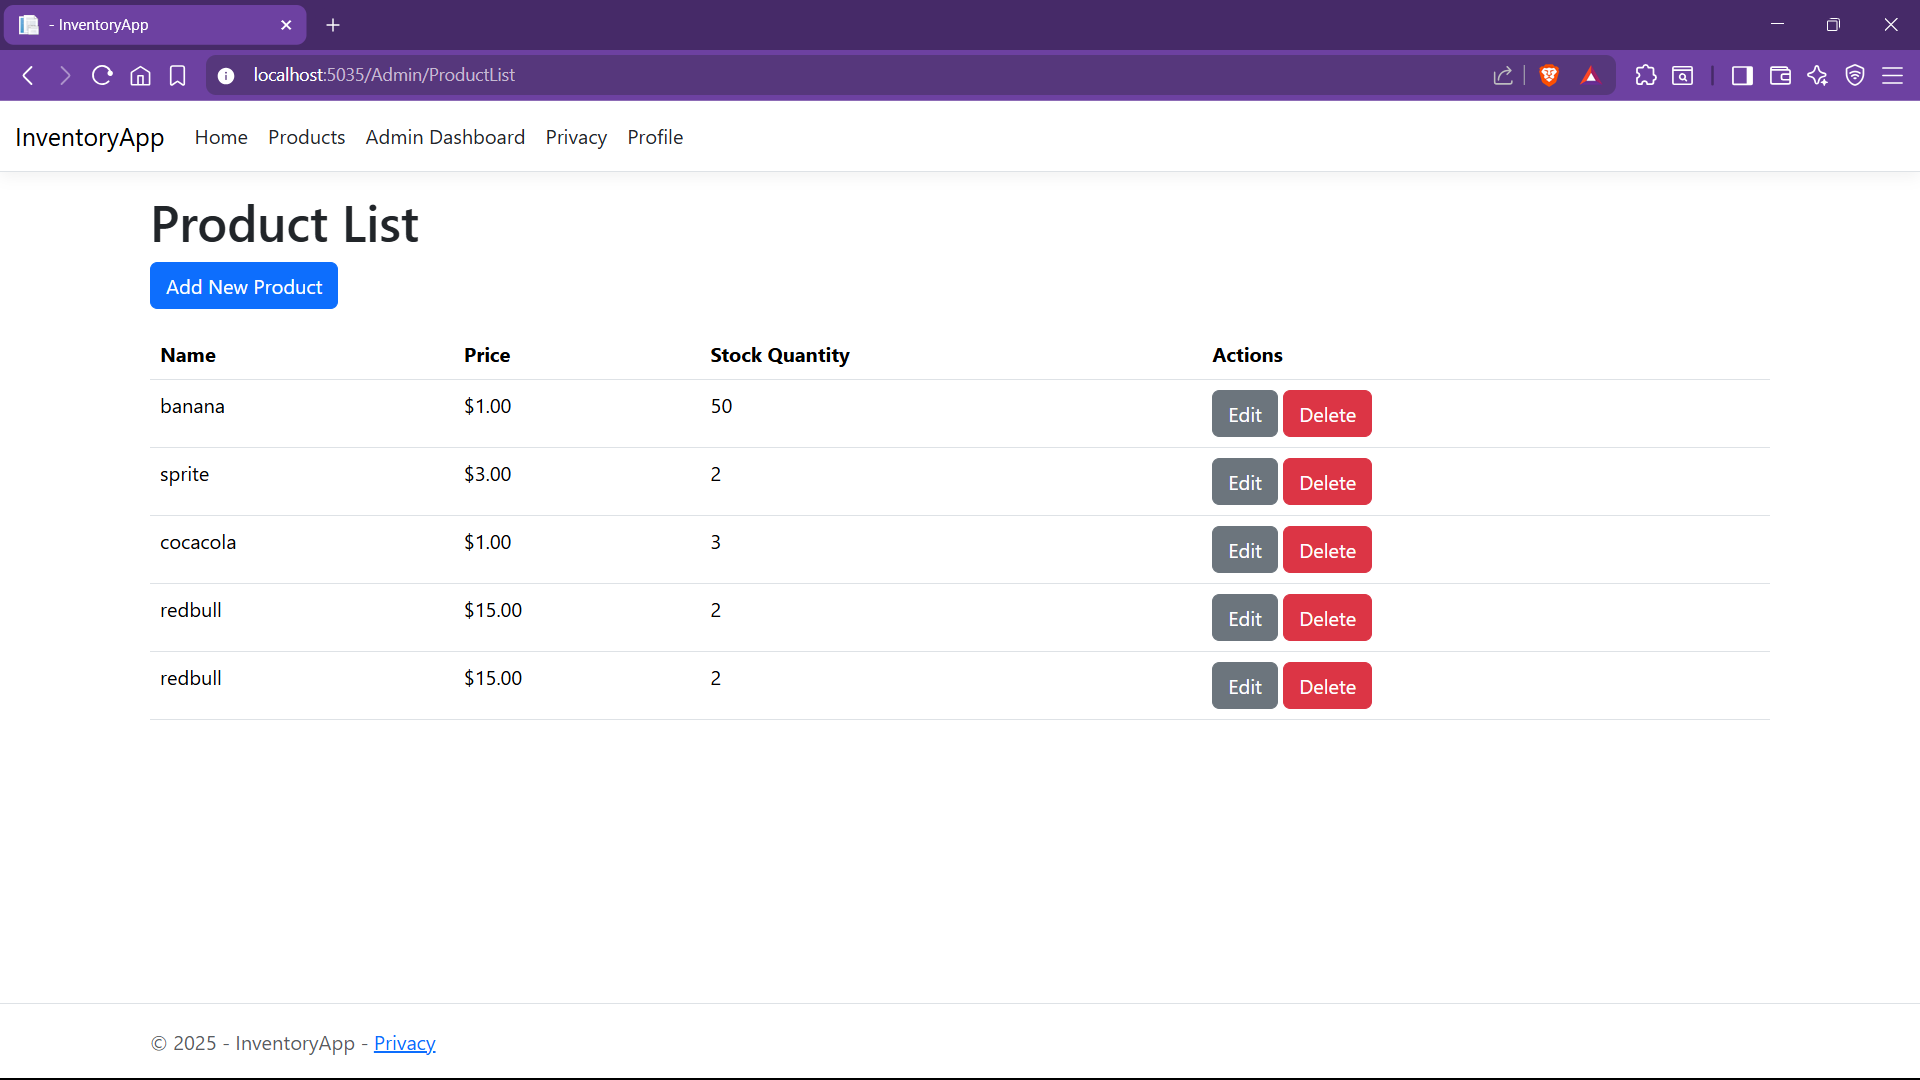 - InventoryApp
localhost:5035/Admin/ProductList
InventoryApp Home Products Admin Dashboard Privacy Profile
Product List
Add New Product
Name Price Stock Quantity Actions
banana $1.00 50 Edit Delete
sprite $3.00 2 Edit Delete
cocacola $1.00 3 Edit Delete
redbull $15.00 2 Edit Delete
redbull $15.00 2 Edit Delete
© 2025 - InventoryApp - Privacy